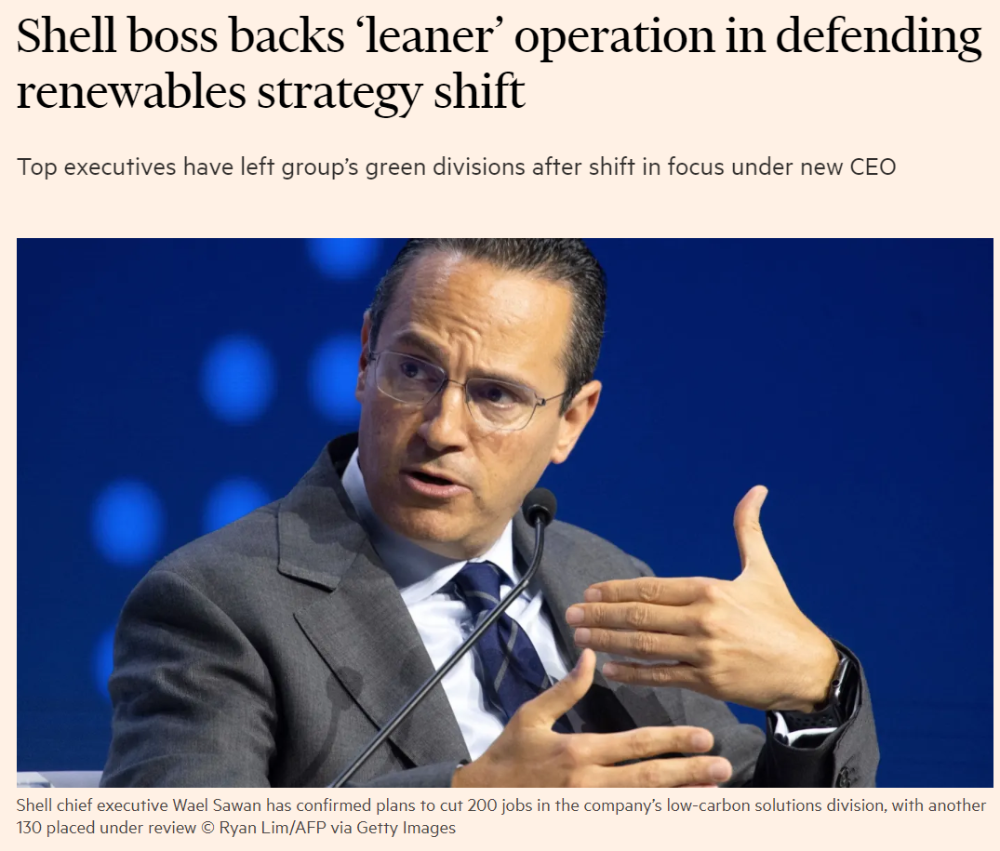 Shell boss backs ‘leaner’ operation in defending
renewables strategy shift
Top executives have left group’s green divisions after shift in focus under new CEO
Shell chief executive Wael Sawan has confirmed plans to cut 200 jobs in the company’s low-carbon solutions division, with another
130 placed under review © Ryan Lim/AFP via Getty Images